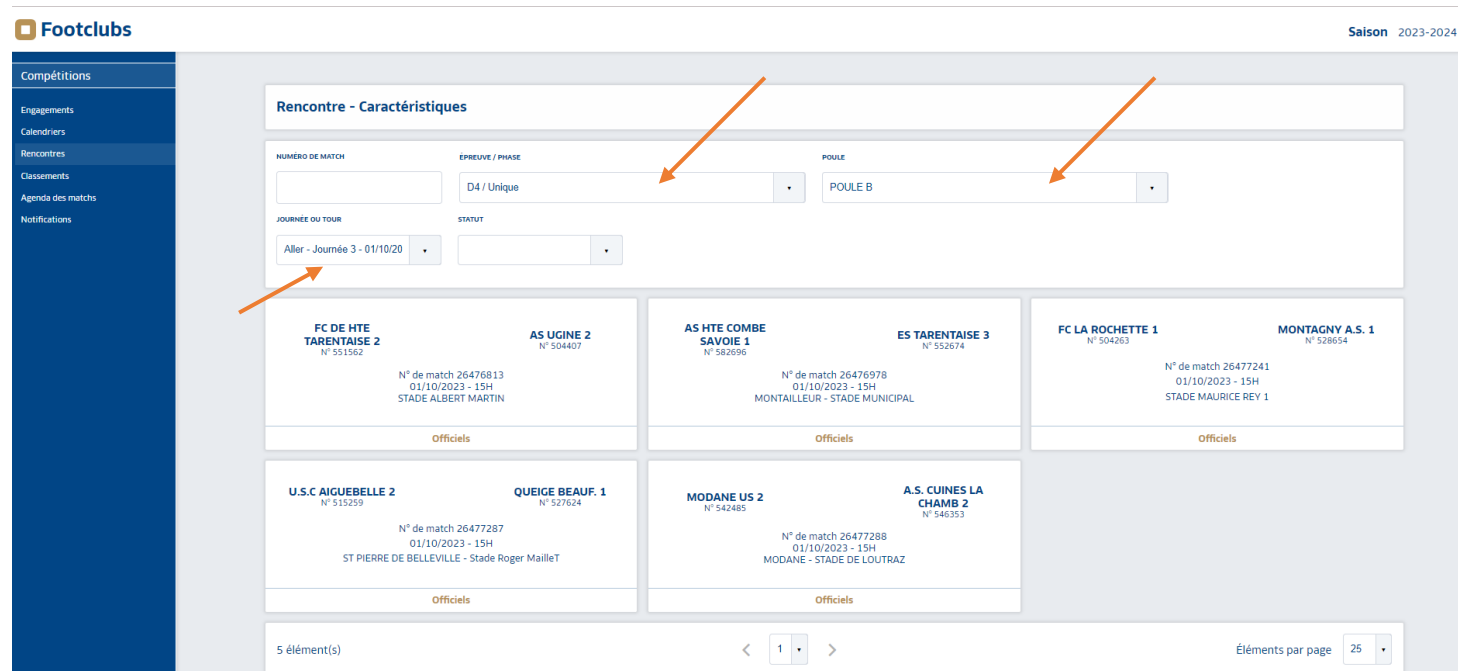 Footclubs
Saison 2023-2024
Compétitions
Engagements
Calendriers
Rencontres
Classements
Agenda des matchs
Notifications
Rencontre - Caractéristiques
NUMÉRO DE MATCH
ÉPREUVE / PHASE
POULE
D4 / Unique
POULE B
JOURNÉE OU TOUR
STATUT
Aller - Journée 3 - 01/10/20
FC DE HTE
TARENTAISE 2
N° 551562
AS UGINE 2
N° 504407
N° de match 26476813
01/10/2023 - 15H
STADE ALBERT MARTIN
Officiels
AS HTE COMBE
SAVOIE 1
N° 582696
ES TARENTAISE 3
N° 552674
N° de match 26476978
01/10/2023 - 15H
MONTAILLEUR - STADE MUNICIPAL
Officiels
FC LA ROCHETTE 1
N° 504263
MONTAGNY A.S. 1
N° 528654
N° de match 26477241
01/10/2023 - 15H
STADE MAURICE REY 1
Officiels
U.S.C AIGUEBELLE 2
N° 515259
QUEIGE BEAUF. 1
N° 527624
N° de match 26477287
01/10/2023 - 15H
ST PIERRE DE BELLEVILLE - Stade Roger MailleT
Officiels
MODANE US 2
N° 542485
A.S. CUINES LA
CHAMB 2
N° 546353
N° de match 26477288
01/10/2023 - 15H
MODANE - STADE DE LOUTRAZ
Officiels
5 élément(s)
1
Éléments par page 25